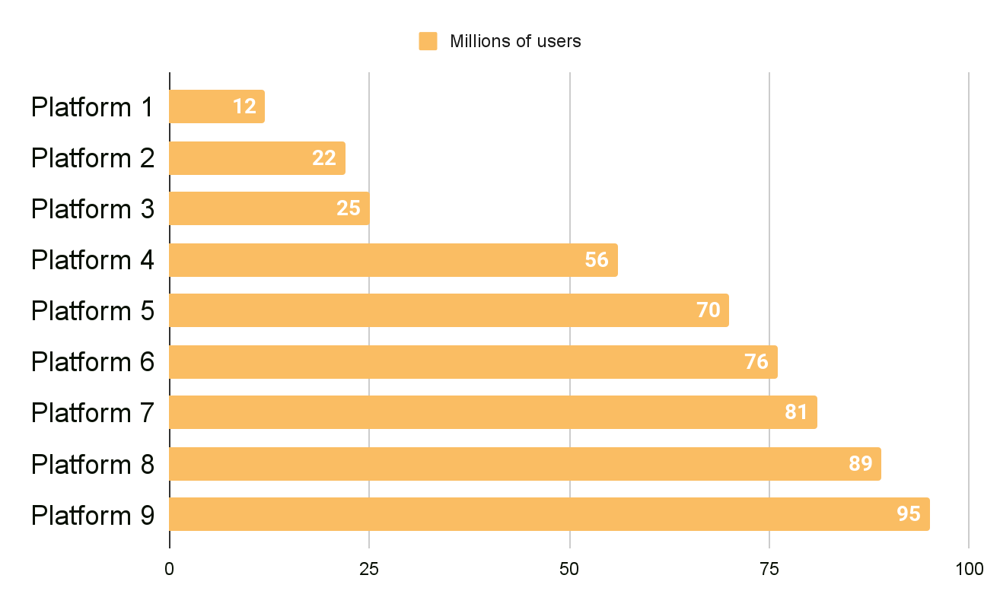 Millions of users
Platform 1 12
Platform 2 22
Platform 3 25
Platform 4 56
Platform 5 70
Platform 6 76
Platform 7 81
Platform 8 89
Platform 9 95
0 25 50 75 100